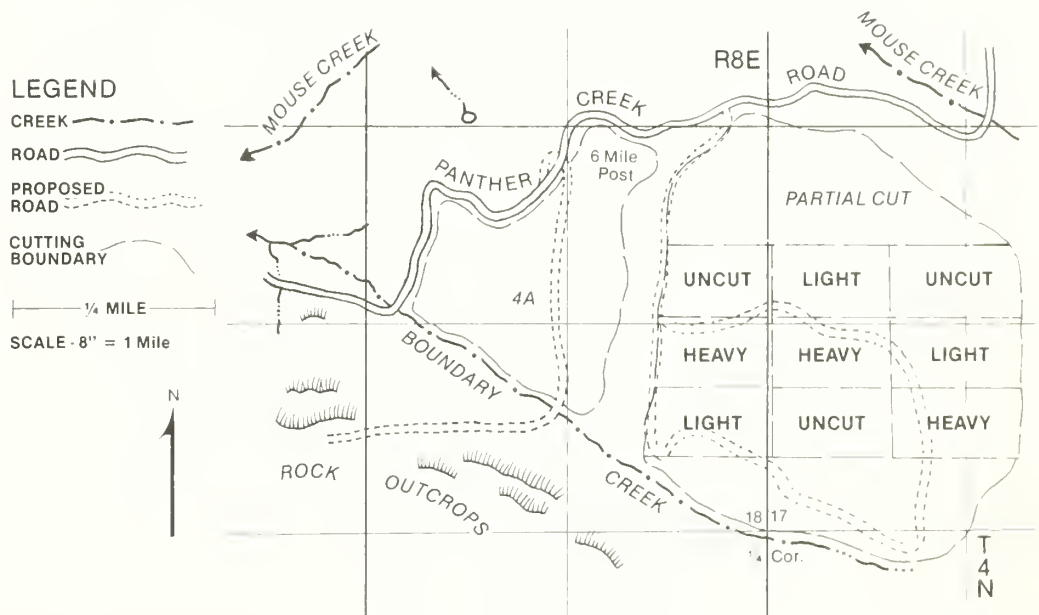 LEGEND
CREEK
ROAD
PROPOSED
ROAD
CUTTING
BOUNDARY
1/4 MILE
SCALE - 8" = 1 Mile
N
MOUSE CREEK
R8E
MOUSE CREEK
PANTHER CREEK ROAD
6 Mile
Post
PARTIAL CUT
4A
UNCUT LIGHT UNCUT
HEAVY HEAVY LIGHT
LIGHT UNCUT HEAVY
BOUNDARY CREEK
ROCK OUTCROPS
18 17
1/4 Cor.
T
4
N